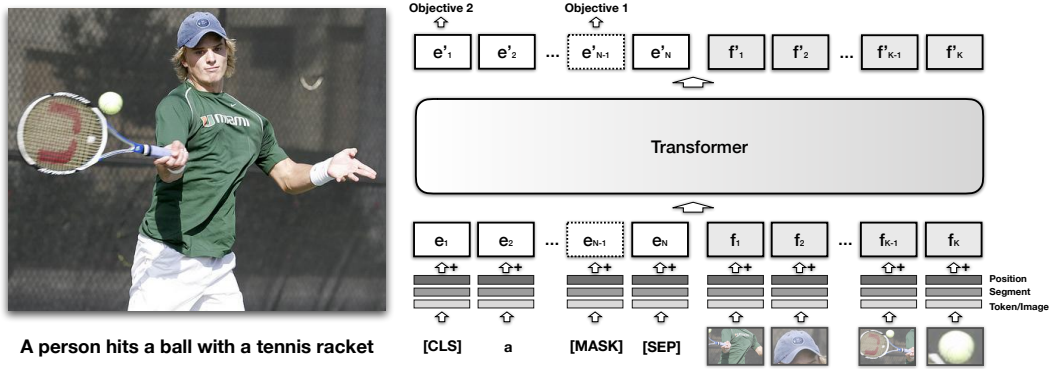 Objective 2 Objective 1
e'1 e'2 ... e'N-1 e'N f'1 f'2 ... f'K-1 f'K
U miami
Transformer
e1 e2 ... eN-1 eN f1 f2 ... fK-1 fK
+ + + + + + + +
Position
Segment
Token/Image
A person hits a ball with a tennis racket
[CLS] a [MASK] [SEP]